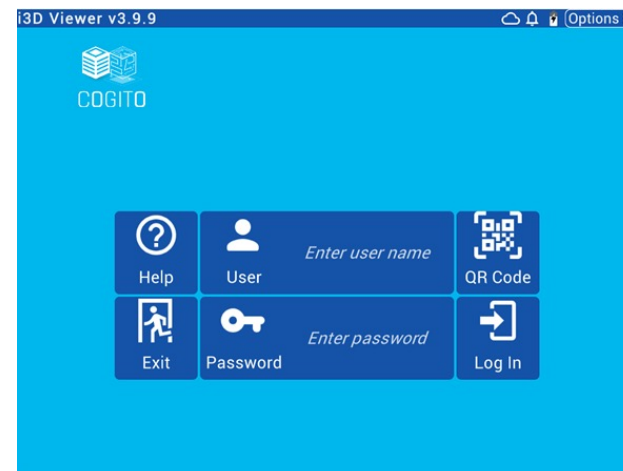 i3D Viewer v3.9.9 Options
COGITO
Enter user name
Help User QR Code
Enter password
Exit Password Log In